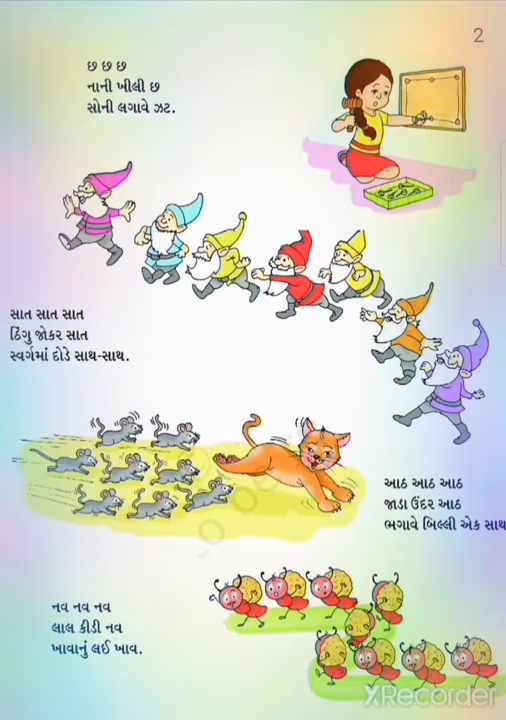 2
છ છ છ
નાની ખીલી છ
સોની લગાવે ઝટ.
સાત સાત સાત
ઠિંગુ જોકર સાત
સ્વર્ગમાં દોડે સાથ-સાથ.
આઠ આઠ આઠ
જાડા ઉંદર આઠ
ભગાવે બિલ્લી એક સાથ
નવ નવ નવ
લાલ કીડી નવ
ખાવાનું લઈ ખાવ.
XRecorder